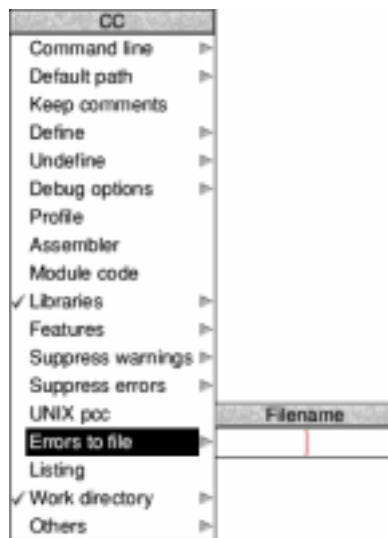 CC
Command line
Default path
Keep comments
Define
Undefine
Debug options
Profile
Assembler
Module code
Libraries
Features
Suppress warnings
Suppress errors
UNIX pcc
Filename
Errors to file
Listing
Work directory
Others